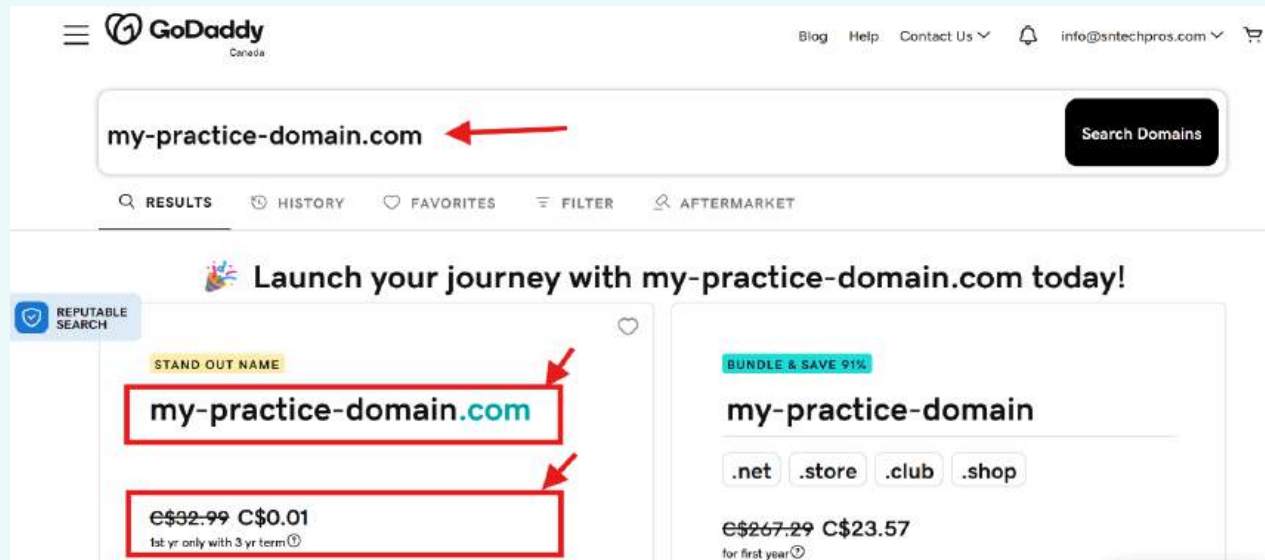 GoDaddy
Canada
Blog Help Contact Us info@sntechpros.com
my-practice-domain.com
Search Domains
RESULTS HISTORY FAVORITES FILTER AFTERMARKET
Launch your journey with my-practice-domain.com today!
REPUTABLE
SEARCH
STAND OUT NAME
my-practice-domain.com
C$32.99 C$0.01
1st yr only with 3 yr term
BUNDLE & SAVE 91%
my-practice-domain
.net .store .club .shop
C$267.29 C$23.57
for first year